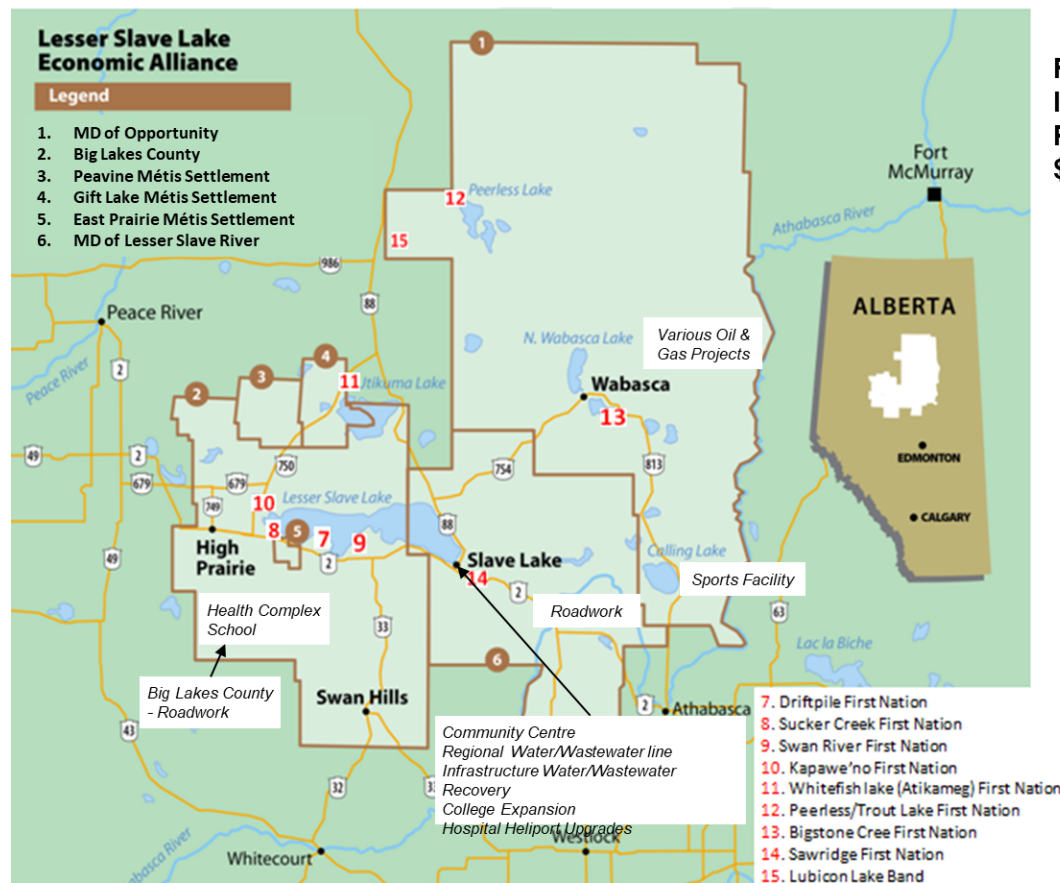 Lesser Slave Lake
Economic Alliance
Legend
1. MD of Opportunity
2. Big Lakes County
3. Peavine Métis Settlement
4. Gift Lake Métis Settlement
5. East Prairie Métis Settlement
6. MD of Lesser Slave River
1
Fort
McMurray
Athabasca River
12
Peerless Lake
15
986
88
Peace River
Peace River
2
ALBERTA
EDMONTON
CALGARY
N. Wabasca Lake
Various Oil &
Gas Projects
Wabasca
13
4
3
2
11
Utikuma Lake
49
2
679
679
750
754
813
749
10
Lesser Slave Lake
8
5
7
9
2
88
High
Prairie
Slave Lake
14
2
Calling Lake
Sports Facility
Roadwork
49
33
63
Health Complex
School
6
Lac la Biche
Big Lakes County
- Roadwork
Swan Hills
2
Athabasca
43
Community Centre
Regional Water/Wastewater line
Infrastructure Water/Wastewater
Recovery
College Expansion
Hospital Heliport Upgrades
32
Westlock
Whitecourt
Athabasca River
7. Driftpile First Nation
8. Sucker Creek First Nation
9. Swan River First Nation
10. Kapawe'no First Nation
11. Whitefish lake (Atikameg) First Nation
12. Peerless/Trout Lake First Nation
13. Bigstone Cree First Nation
14. Sawridge First Nation
15. Lubicon Lake Band